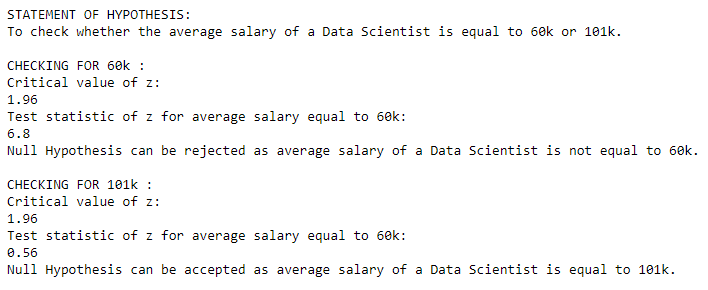 STATEMENT OF HYPOTHESIS:
To check whether the average salary of a Data Scientist is equal to 60k or 101k.
CHECKING FOR 60k :
Critical value of z:
1.96
Test statistic of z for average salary equal to 60k:
6.8
Null Hypothesis can be rejected as average salary of a Data Scientist is not equal to 60k.
CHECKING FOR 101k :
Critical value of z:
1.96
Test statistic of z for average salary equal to 60k:
0.56
Null Hypothesis can be accepted as average salary of a Data Scientist is equal to 101k.